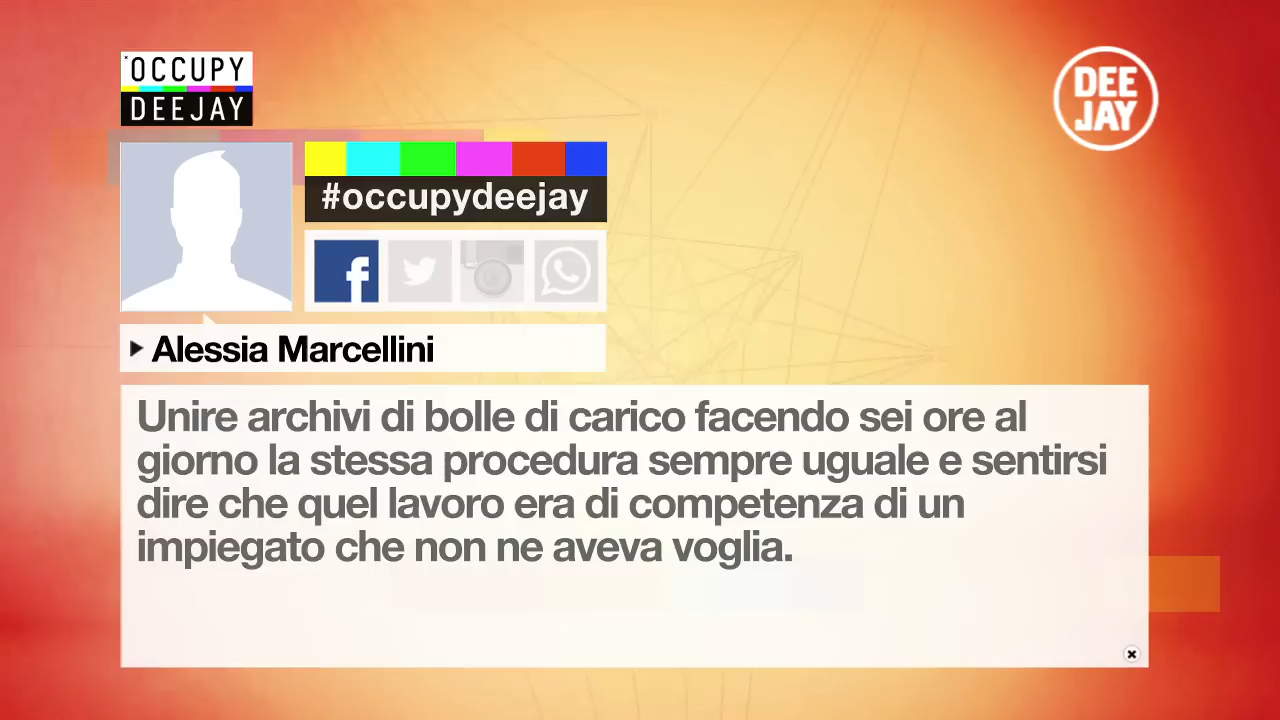 OCCUPY
DEEJAY
DEE
JAY
#occupydeejay
f
Alessia Marcellini
Unire archivi di bolle di carico facendo sei ore al
giorno la stessa procedura sempre uguale e sentirsi
dire che quel lavoro era di competenza di un
impiegato che non ne aveva voglia.